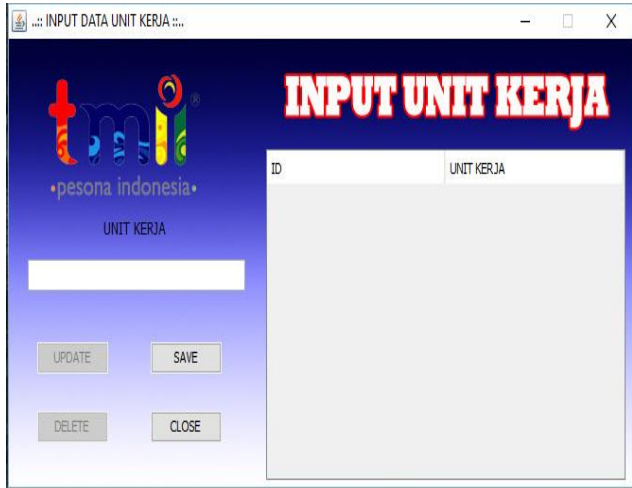 ..:: INPUT DATA UNIT KERJA ::..
tmii®
•pesona indonesia•
INPUT UNIT KERJA
ID UNIT KERJA
UNIT KERJA
UPDATE SAVE
DELETE CLOSE